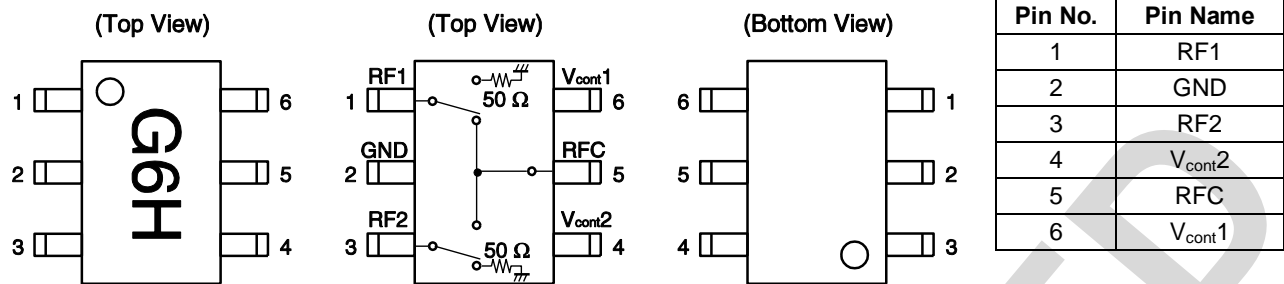 (Top View)
1
2
3
G6H
6
5
4
(Top View)
RF1
1
GND
2
RF2
3
50 Ω
50 Ω
Vcont1
6
RFC
5
Vcont2
4
(Bottom View)
6
5
4
1
2
3
Pin No. Pin Name
1 RF1
2 GND
3 RF2
4 Vcont2
5 RFC
6 Vcont1